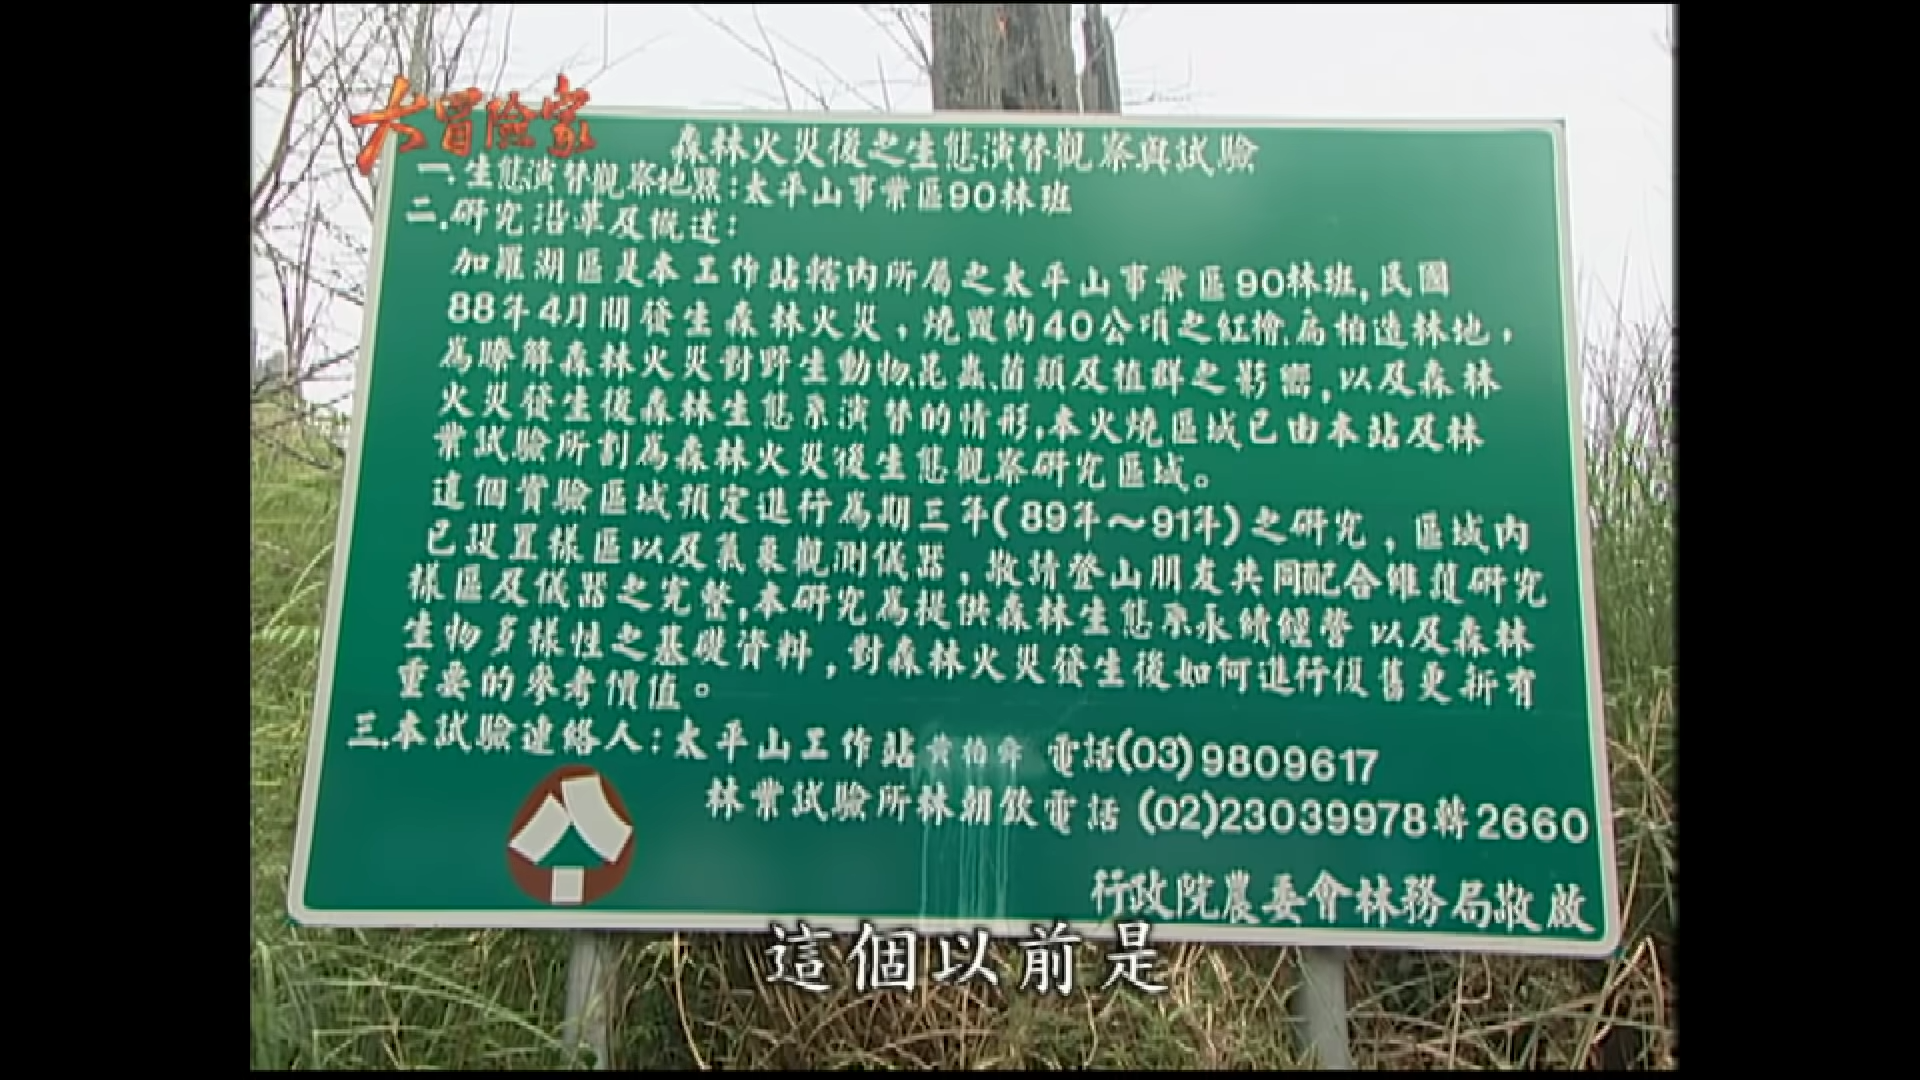 大冒險家
森林火災後之生態演替觀察與試驗
一.生態演替觀察地點:太平山事業區90林班
二.研究沿革及概述:
加羅湖區是本工作站轄內所屬之太平山事業區90林班,民國
88年4月間發生森林火災,燒毀約40公頃之紅檜.扁柏造林地,
為瞭解森林火災對野生動物.昆蟲.菌類及植群之影響,以及森林
火災發生後森林生態系演替的情形,本火燒區域已由本站及林
業試驗所劃為森林火災後生態觀察研究區域。
這個實驗區域預定進行為期三年(89年～91年)之研究,區域內
已設置樣區以及氣象觀測儀器,敬請登山朋友共同配合維護研究
樣區及儀器之完整,本研究為提供森林生態系永續經營 以及森林
生物多樣性之基礎資料,對森林火災發生後如何進行復舊更新有
重要的參考價值。
三.本試驗連絡人:太平山工作站黃伯舜 電話(03)9809617
林業試驗所林朝欽電話 (02)23039978轉2660
行政院農委會林務局敬啟
這個以前是